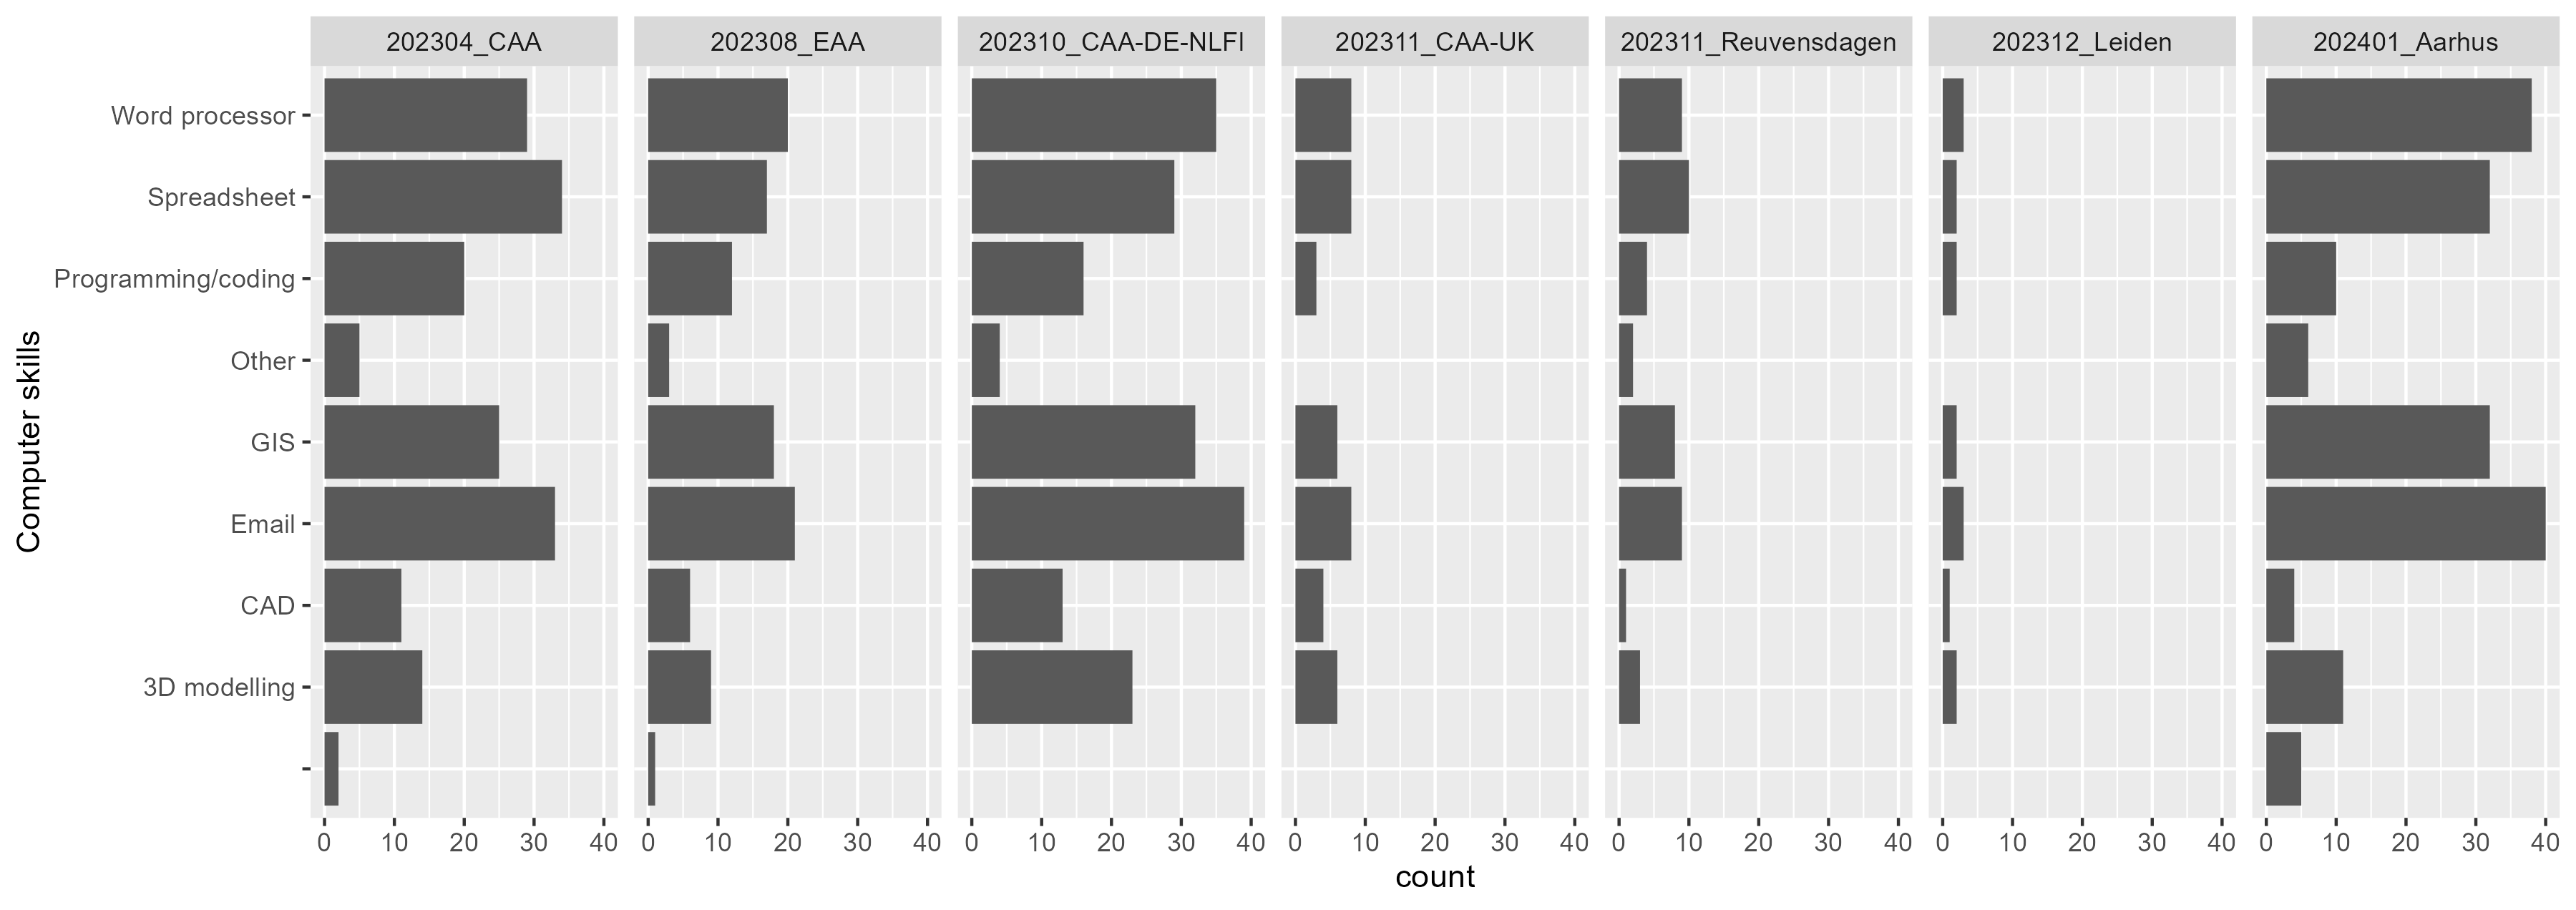 202304_CAA 202308_EAA 202310_CAA-DE-NLFI 202311_CAA-UK 202311_Reuvensdagen 202312_Leiden 202401_Aarhus
Word processor
Spreadsheet
Programming/coding
Other
GIS
Email
CAD
3D modelling
Computer skills
0 10 20 30 40 0 10 20 30 40 0 10 20 30 40 0 10 20 30 40 0 10 20 30 40 0 10 20 30 40 0 10 20 30 40
count